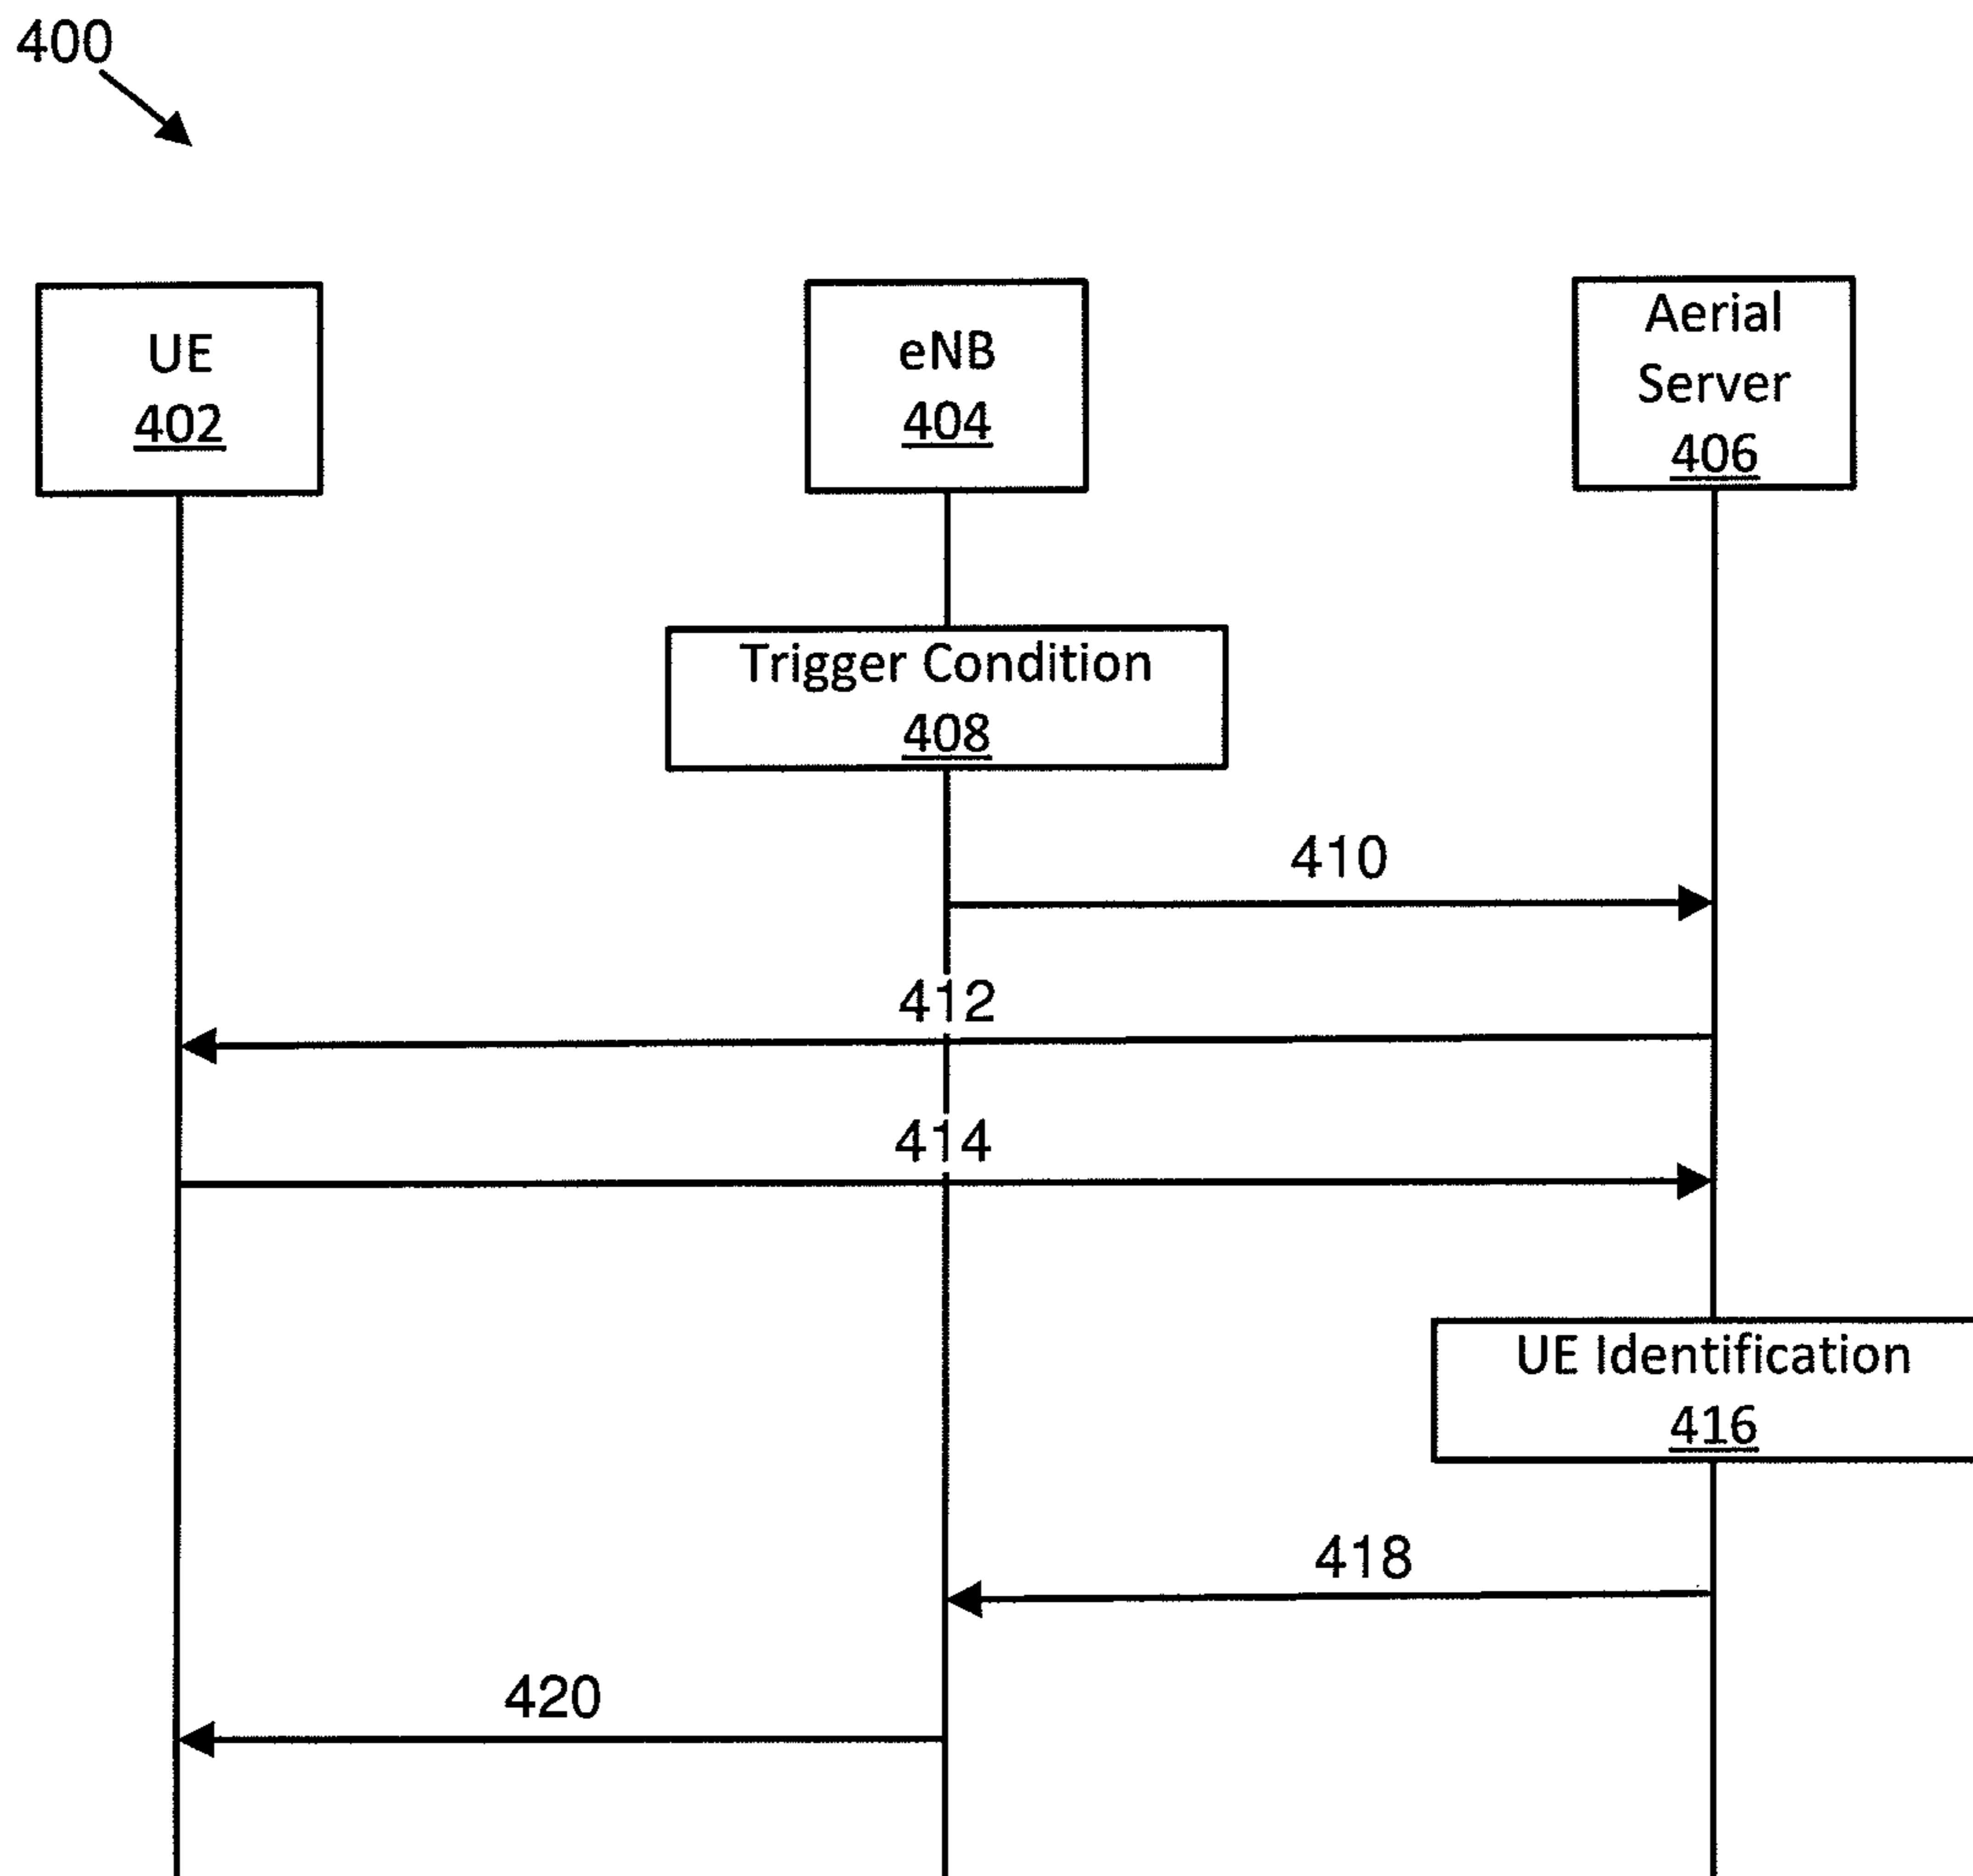 400
UE
402
eNB
404
Aerial
Server
406
Trigger Condition
408
410
412
414
UE Identification
416
418
420